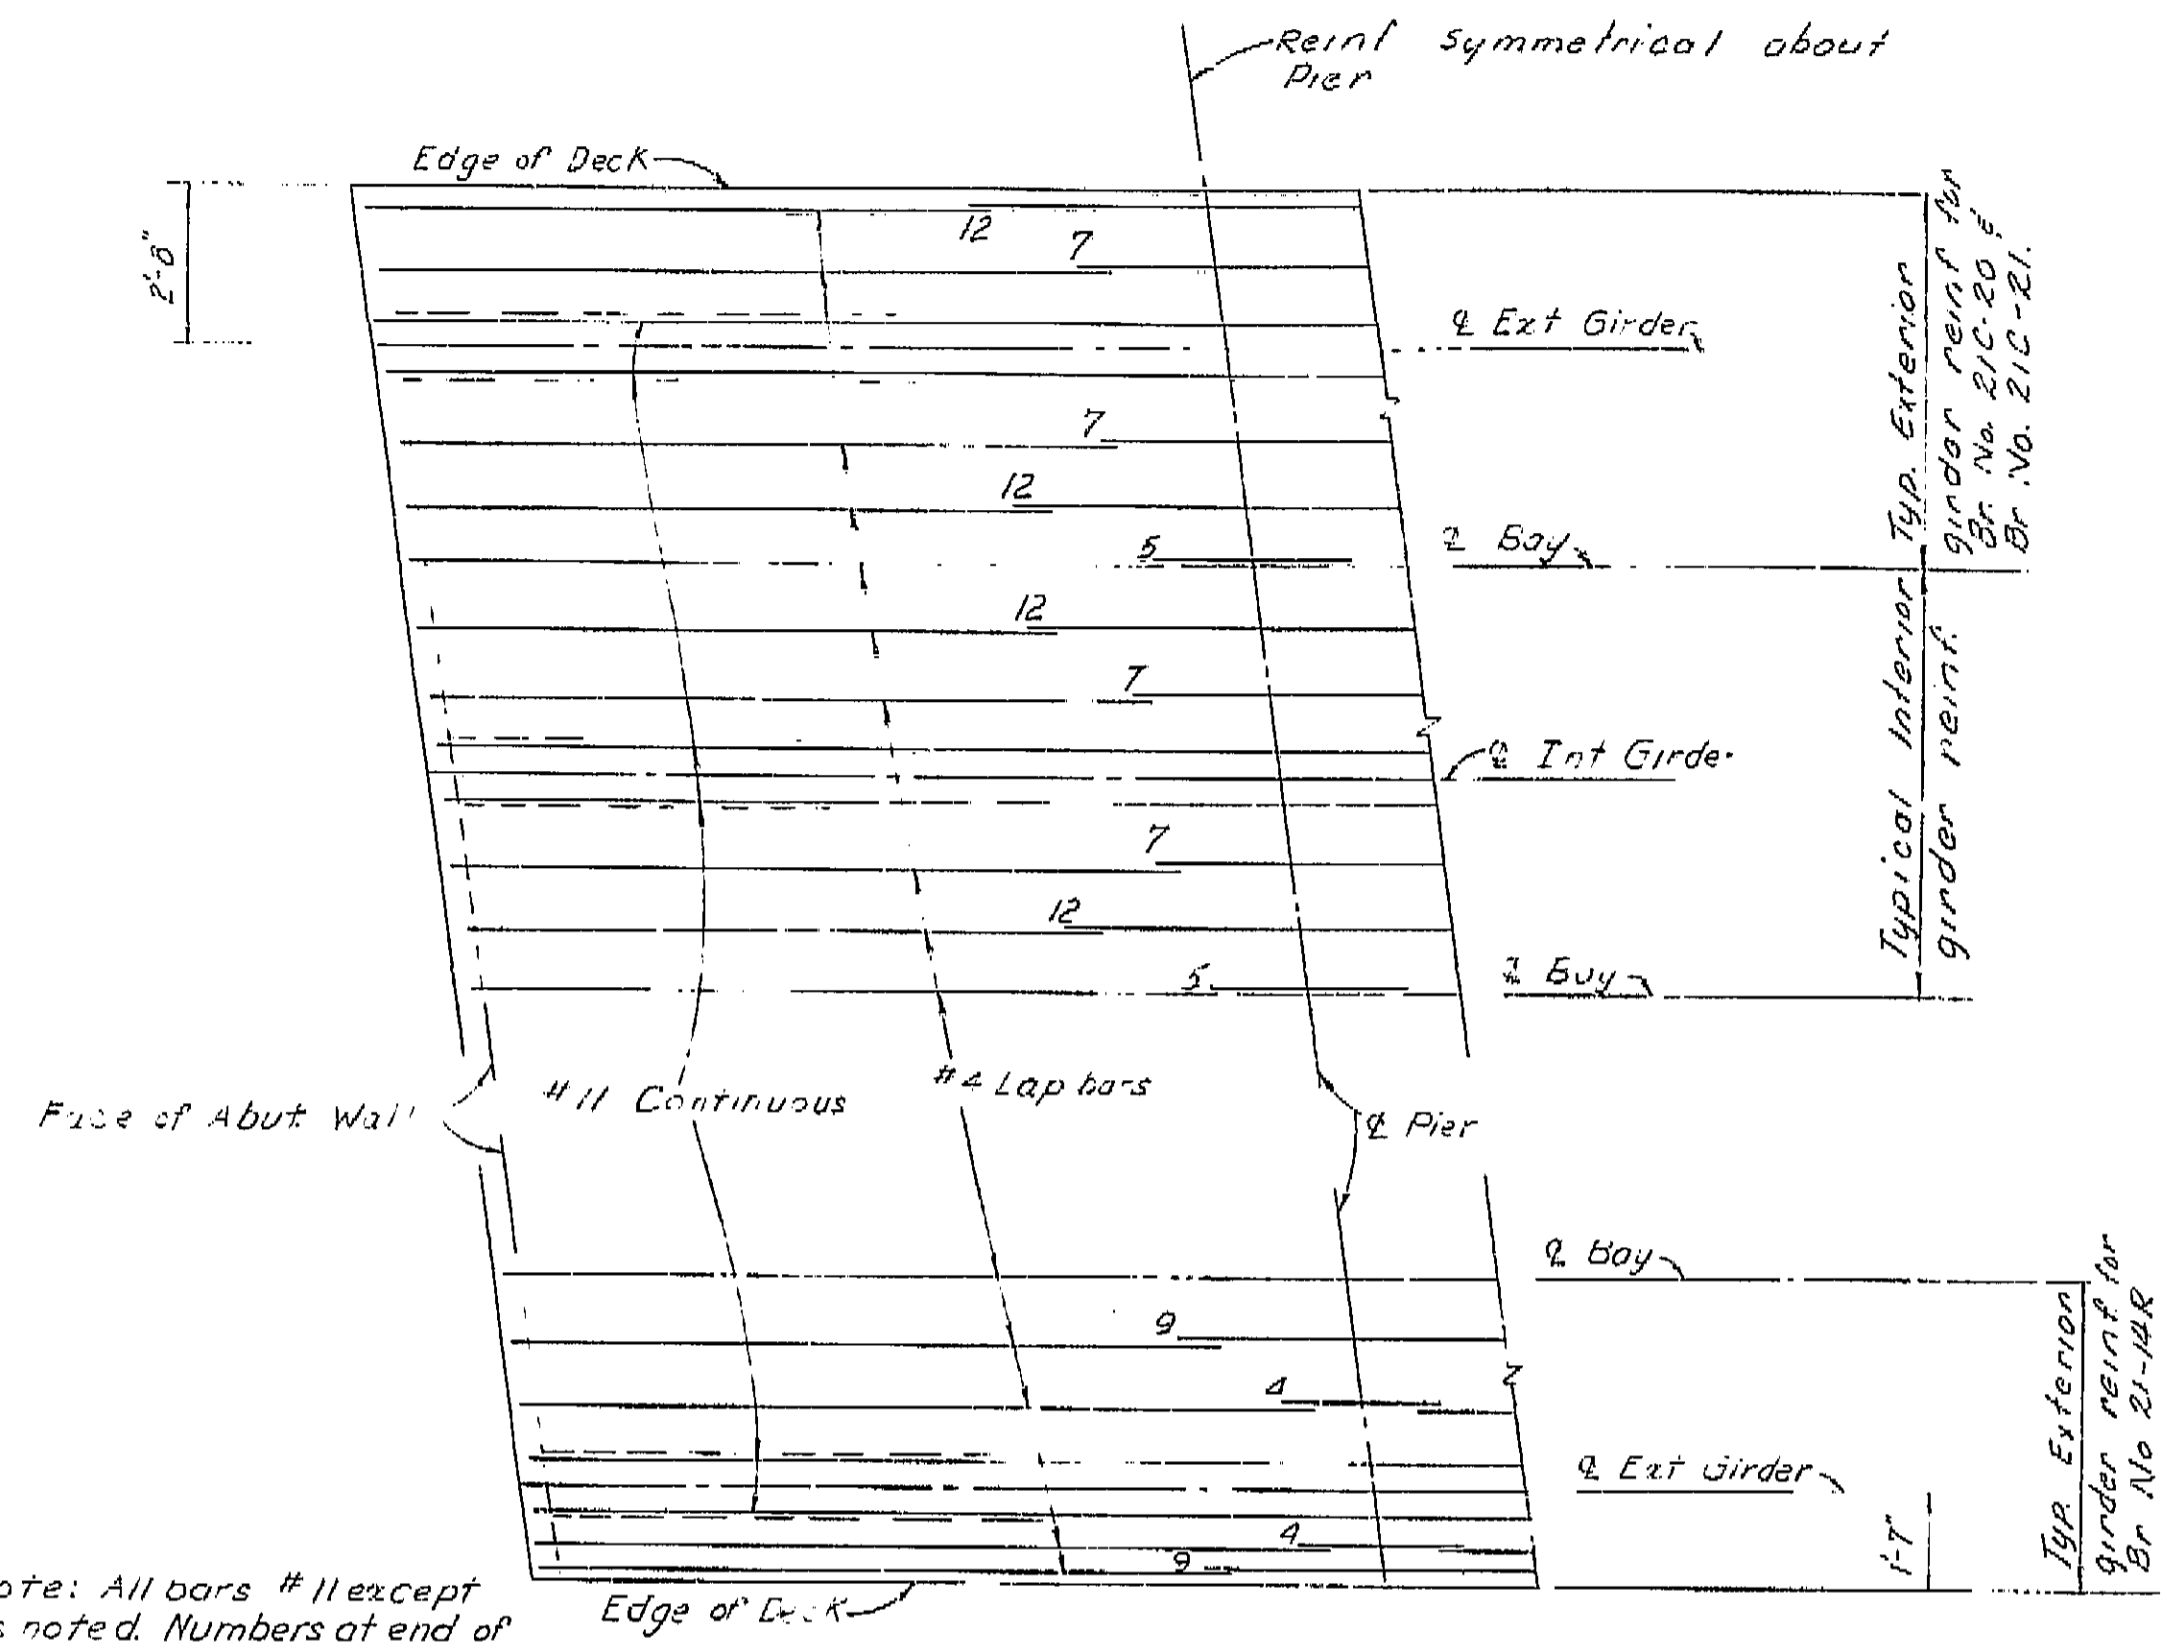 Reinf Symmetrical about
Pier
Edge of Deck
2'-8"
12
7
℄ Ext Girder
7
12
5
℄ Bay
12
7
℄ Int Girde
7
12
5
℄ Bay
Typ. Exterior
girder reinf for
Br. No. 21C-20 &
Br. No. 21C-21.
Typical Interior
girder reinf.
Face of Abut. Wall
#11 Continuous
#4 Lap bars
℄ Pier
℄ Bay
9
4
℄ Ext Girder
4
9
1'-7"
Typ. Exterior
girder reinf. for
Br No 21-14R
Edge of Deck
ote: All bars #11 except
s noted. Numbers at end of